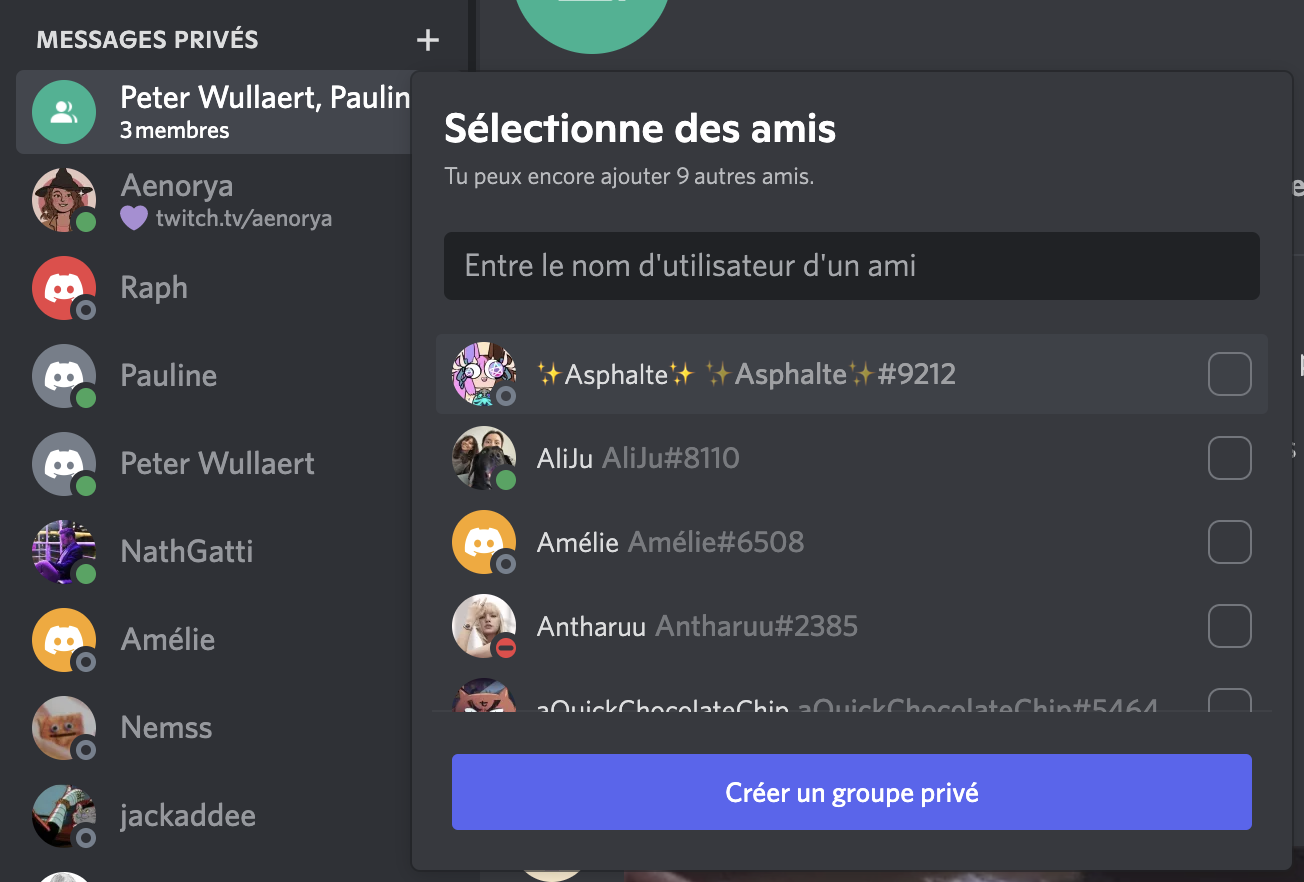 MESSAGES PRIVÉS
Peter Wullaert, Paulin
3 membres
Aenorya
twitch.tv/aenorya
Raph
Pauline
Peter Wullaert
NathGatti
Amélie
Nemss
jackaddee
Sélectionne des amis
Tu peux encore ajouter 9 autres amis.
Entre le nom d'utilisateur d'un ami
✨Asphalte✨ ✨Asphalte✨#9212
AliJu AliJu#8110
Amélie Amélie#6508
Antharuu Antharuu#2385
aQuickChocolateChip aQuickChocolateChip#5464
Créer un groupe privé